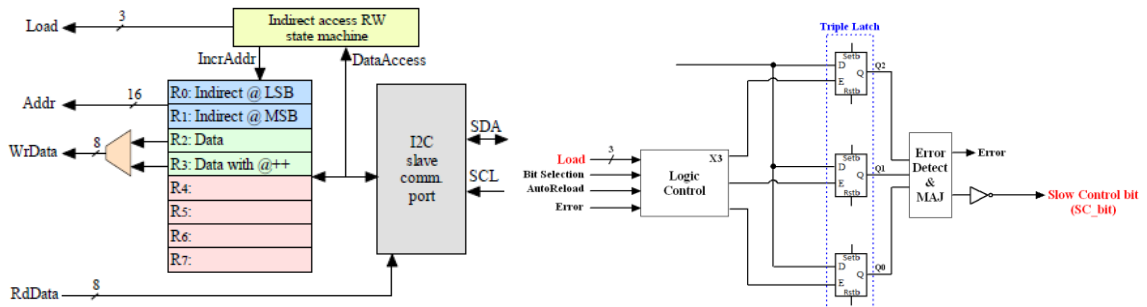 Load
3
Indirect access RW
state machine
IncrAddr
DataAccess
Addr
16
R0: Indirect @ LSB
R1: Indirect @ MSB
WrData
8
R2: Data
R3: Data with @++
R4:
R5:
R6:
R7:
RdData
8
I2C
slave
comm.
port
SDA
SCL
Load
3
Bit Selection
AutoReload
Error
Logic
Control
X3
Triple Latch
Setb
D
Q
E
Rstb
Q2
Setb
D
Q
E
Rstb
Q1
Setb
D
Q
E
Rstb
Q0
Error
Detect
&
MAJ
Error
Slow Control bit
(SC_bit)